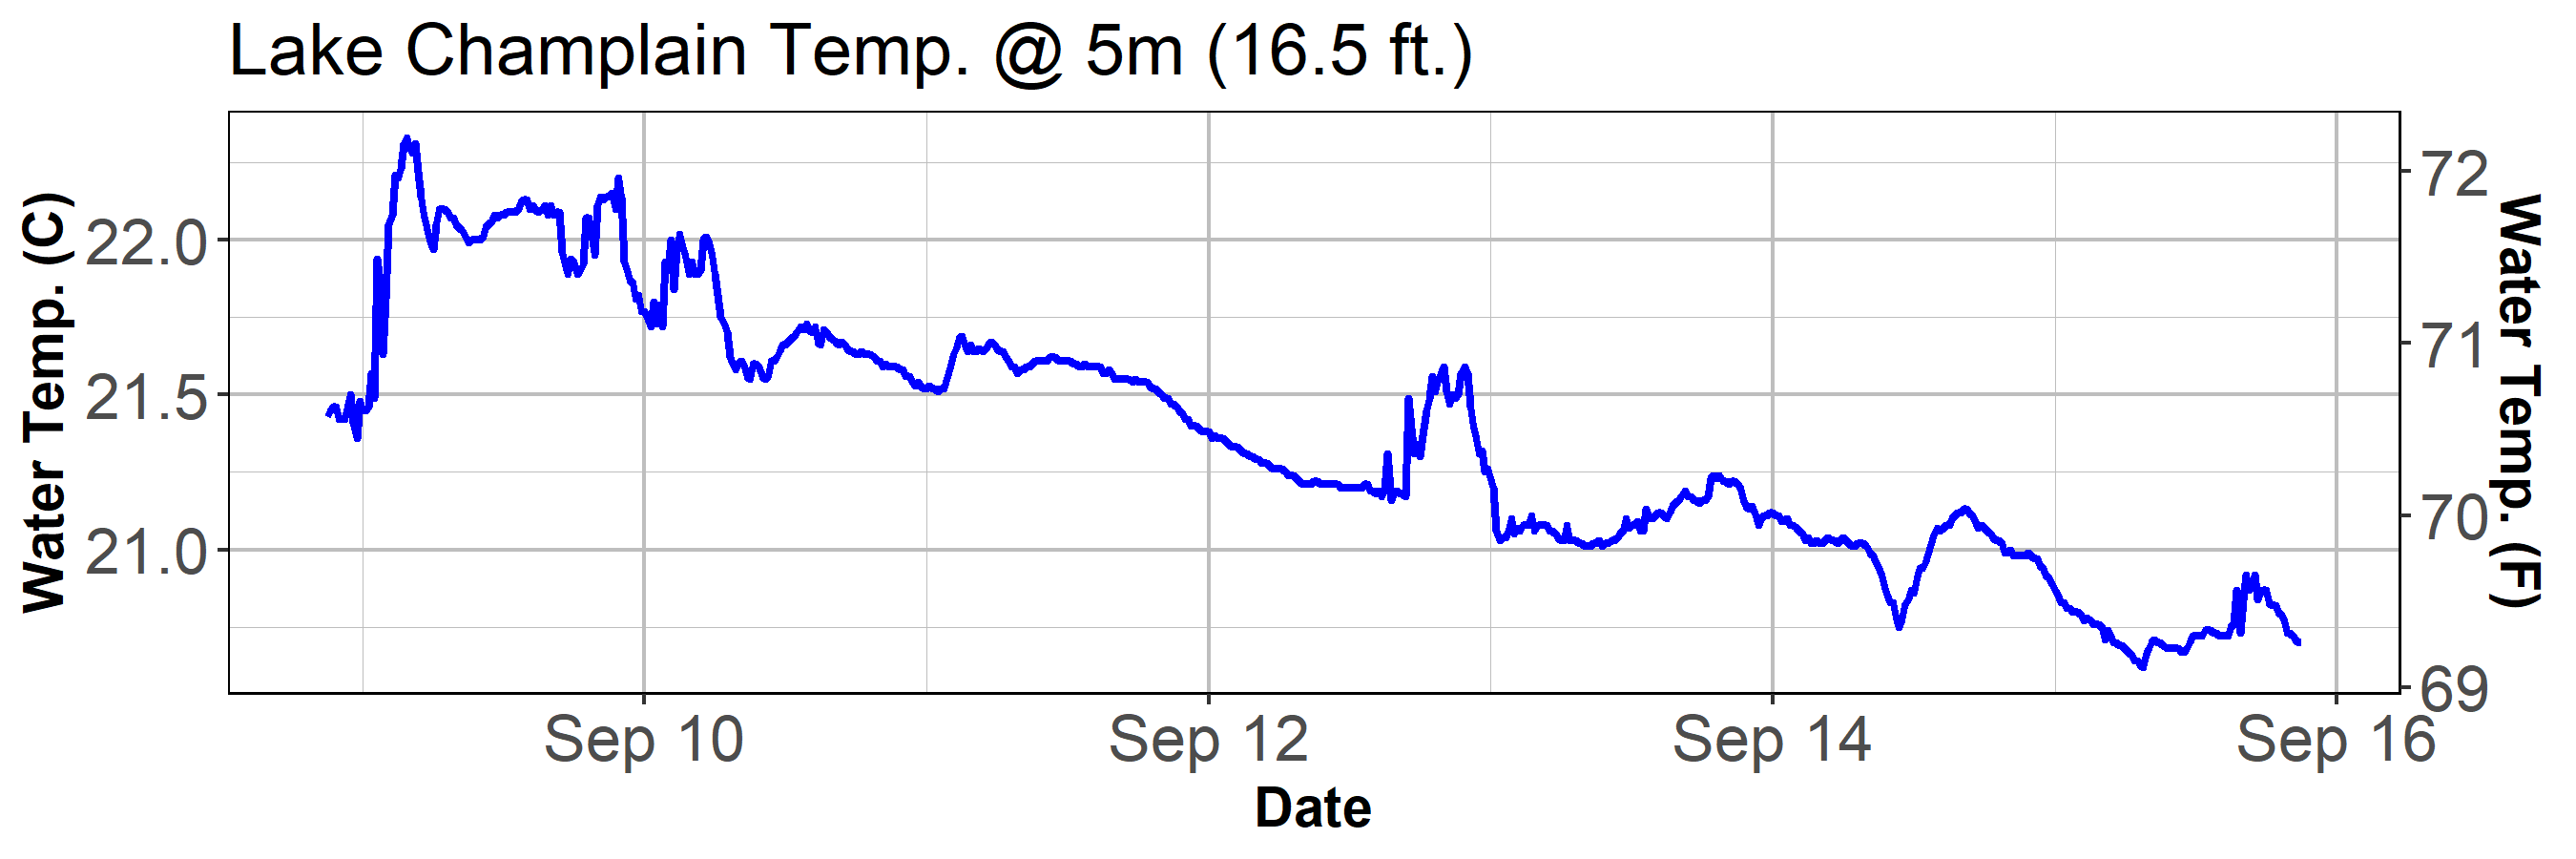 Lake Champlain Temp. @ 5m (16.5 ft.)
Water Temp. (C)
22.0
21.5
21.0
72
71
70
69
Water Temp. (F)
Sep 10
Sep 12
Sep 14
Sep 16
Date